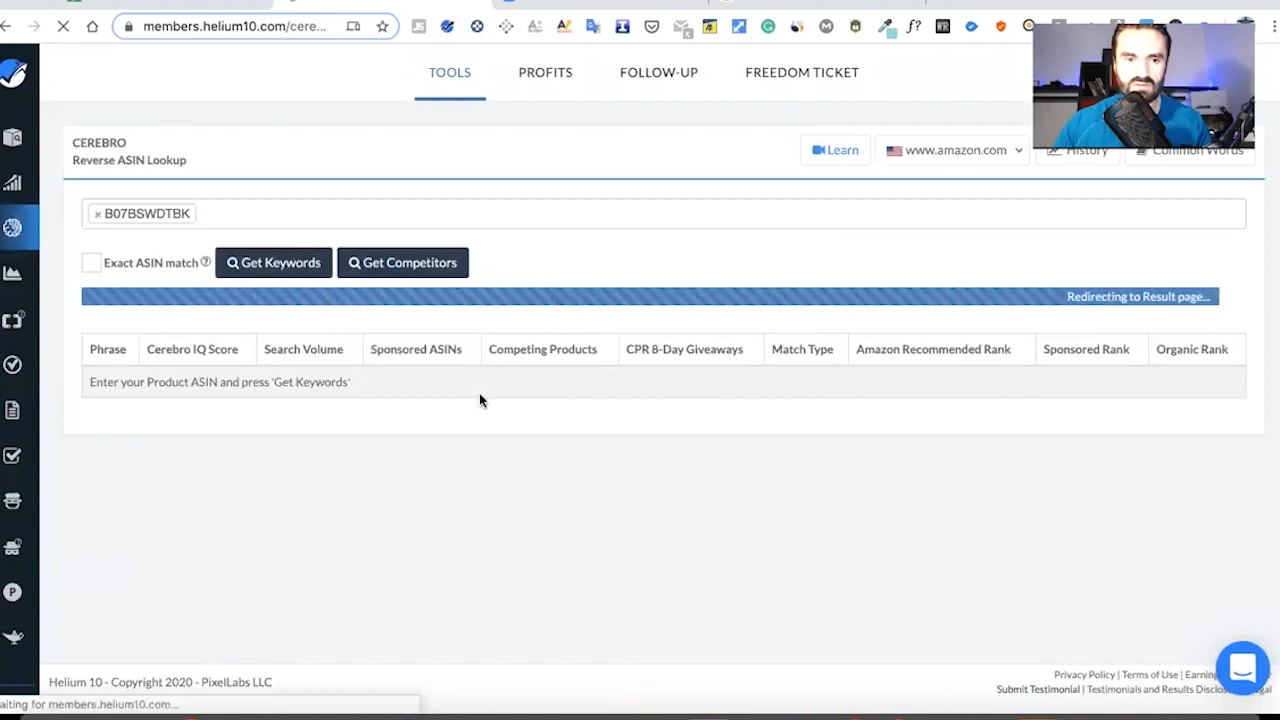 members.helium10.com/cere...
TOOLS
PROFITS
FOLLOW-UP
FREEDOM TICKET
CEREBRO
Reverse ASIN Lookup
Learn
www.amazon.com
History
Common Words
× B07BSWDTBK
Exact ASIN match
Get Keywords
Get Competitors
Redirecting to Result page...
Phrase
Cerebro IQ Score
Search Volume
Sponsored ASINs
Competing Products
CPR 8-Day Giveaways
Match Type
Amazon Recommended Rank
Sponsored Rank
Organic Rank
Enter your Product ASIN and press 'Get Keywords'
Helium 10 - Copyright 2020 - PixelLabs LLC
Privacy Policy | Terms of Use |
Submit Testimonial | Testimonials and Results
aiting for members.helium10.com...